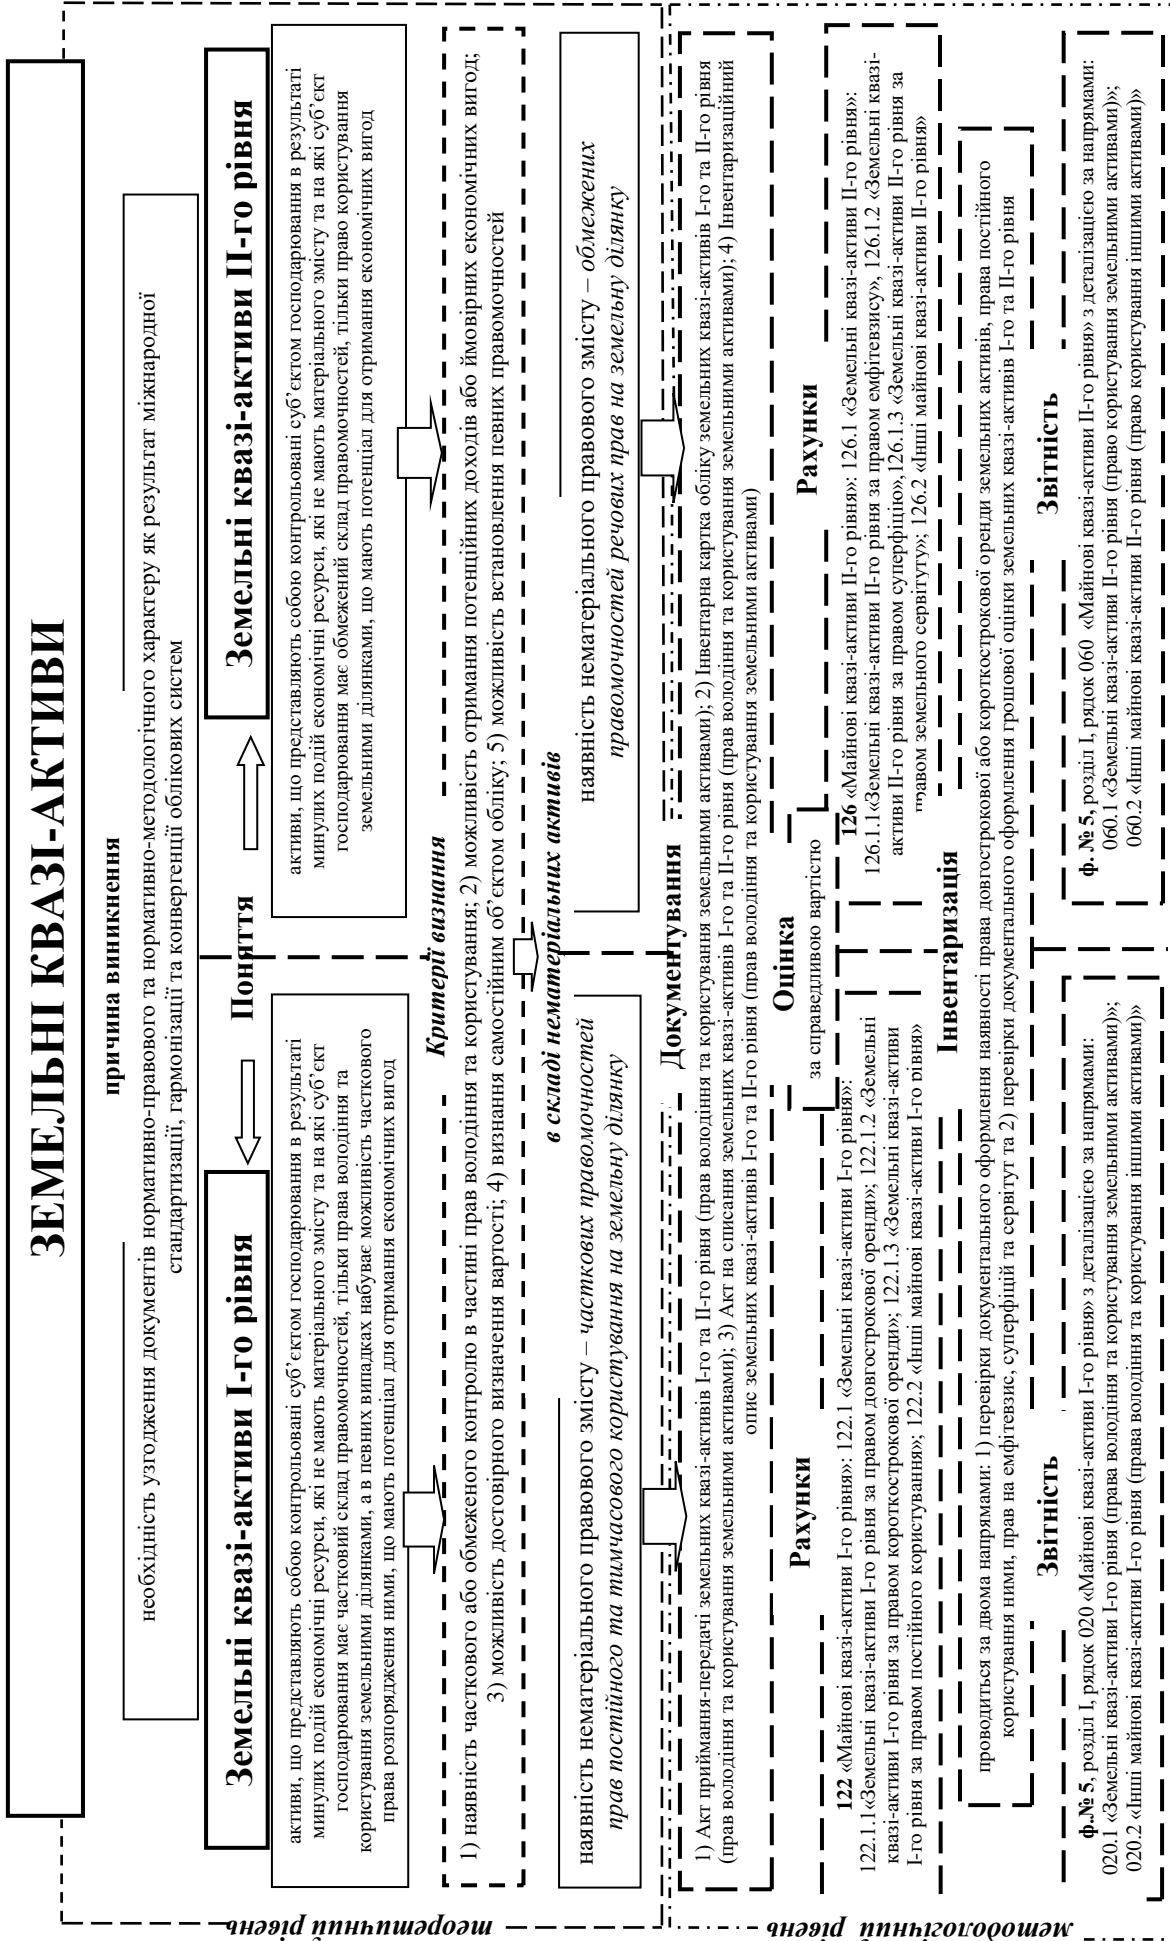 ЗЕМЕЛЬНІ КВАЗІ-АКТИВИ
причина виникнення
необхідність узгодження документів нормативно-правового та нормативно-методологічного характеру як результат міжнародної
стандартизації, гармонізації та конвергенції облікових систем
Земельні квазі-активи І-го рівня
Поняття
Земельні квазі-активи ІІ-го рівня
активи, що представляють собою контрольовані суб’єктом господарювання в результаті
минулих подій економічні ресурси, які не мають матеріального змісту та на які суб’єкт
господарювання має частковий склад правомочностей, тільки права володіння та
користування земельними ділянками, а в певних випадках набуває можливість часткового
права розпорядження ними, що мають потенціал для отримання економічних вигод
активи, що представляють собою контрольовані суб’єктом господарювання в результаті
минулих подій економічні ресурси, які не мають матеріального змісту та на які суб’єкт
господарювання має обмежений склад правомочностей, тільки право користування
земельними ділянками, що мають потенціал для отримання економічних вигод
Критерії визнання
1) наявність часткового або обмеженого контролю в частині прав володіння та користування; 2) можливість отримання потенційних доходів або ймовірних економічних вигод;
3) можливість достовірного визначення вартості; 4) визнання самостійним об’єктом обліку; 5) можливість встановлення певних правомочностей
в складі нематеріальних активів
наявність нематеріального правового змісту – часткових правомочностей
прав постійного та тимчасового користування на земельну ділянку
наявність нематеріального правового змісту – обмежених
правомочностей речових прав на земельну ділянку
теоретичний рівень
Документування
1) Акт приймання-передачі земельних квазі-активів І-го та ІІ-го рівня (прав володіння та користування земельними активами); 2) Інвентарна картка обліку земельних квазі-активів І-го та ІІ-го рівня
(прав володіння та користування земельними активами); 3) Акт на списання земельних квазі-активів І-го та ІІ-го рівня (прав володіння та користування земельними активами); 4) Інвентаризаційний
опис земельних квазі-активів І-го та ІІ-го рівня (прав володіння та користування земельними активами)
Рахунки
Оцінка
за справедливою вартістю
Рахунки
122 «Майнові квазі-активи І-го рівня»; 122.1 «Земельні квазі-активи І-го рівня»:
122.1.1«Земельні квазі-активи І-го рівня за правом довгострокової оренди»; 122.1.2 «Земельні
квазі-активи І-го рівня за правом короткострокової оренди»; 122.1.3 «Земельні квазі-активи
І-го рівня за правом постійного користування»; 122.2 «Інші майнові квазі-активи І-го рівня»
126 «Майнові квазі-активи ІІ-го рівня»; 126.1 «Земельні квазі-активи ІІ-го рівня»:
126.1.1«Земельні квазі-активи ІІ-го рівня за правом емфітевзису», 126.1.2 «Земельні квазі-
активи ІІ-го рівня за правом суперфіцію»,126.1.3 «Земельні квазі-активи ІІ-го рівня за
правом земельного сервітуту»; 126.2 «Інші майнові квазі-активи ІІ-го рівня»
Інвентаризація
проводиться за двома напрямами: 1) перевірки документального оформлення наявності права довгострокової або короткострокової оренди земельних активів, права постійного
користування ними, прав на емфітевзис, суперфіцій та сервітут та 2) перевірки документального оформлення грошової оцінки земельних квазі-активів І-го та ІІ-го рівня
Звітність
Звітність
ф.№ 5, розділ І, рядок 020 «Майнові квазі-активи І-го рівня» з деталізацією за напрямами:
020.1 «Земельні квазі-активи І-го рівня (права володіння та користування земельними активами)»;
020.2 «Інші майнові квазі-активи І-го рівня (права володіння та користування іншими активами)»
ф. № 5, розділ І, рядок 060 «Майнові квазі-активи ІІ-го рівня» з деталізацією за напрямами:
060.1 «Земельні квазі-активи ІІ-го рівня (право користування земельними активами)»;
060.2 «Інші майнові квазі-активи ІІ-го рівня (право користування іншими активами)»
методологічний рівень